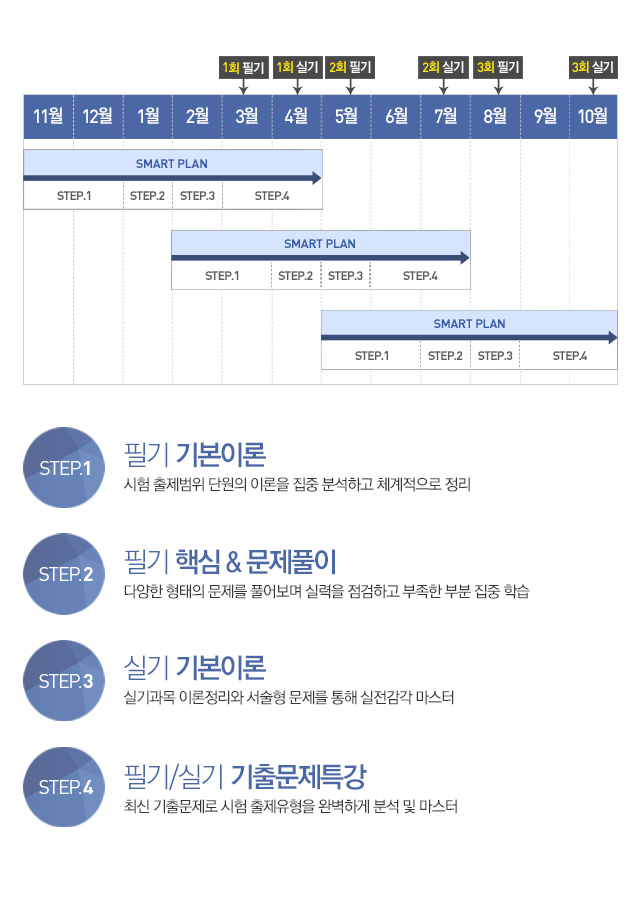 1회 필기 1회 실기 2회 필기 2회 실기 3회 필기 3회 실기
11월 12월 1월 2월 3월 4월 5월 6월 7월 8월 9월 10월
SMART PLAN
STEP.1 STEP.2 STEP.3 STEP.4
SMART PLAN
STEP.1 STEP.2 STEP.3 STEP.4
SMART PLAN
STEP.1 STEP.2 STEP.3 STEP.4
STEP.1
필기 기본이론
시험 출제범위 단원의 이론을 집중 분석하고 체계적으로 정리
STEP.2
필기 핵심 & 문제풀이
다양한 형태의 문제를 풀어보며 실력을 점검하고 부족한 부분 집중 학습
STEP.3
실기 기본이론
실기과목 이론정리와 서술형 문제를 통해 실전감각 마스터
STEP.4
필기/실기 기출문제특강
최신 기출문제로 시험 출제유형을 완벽하게 분석 및 마스터